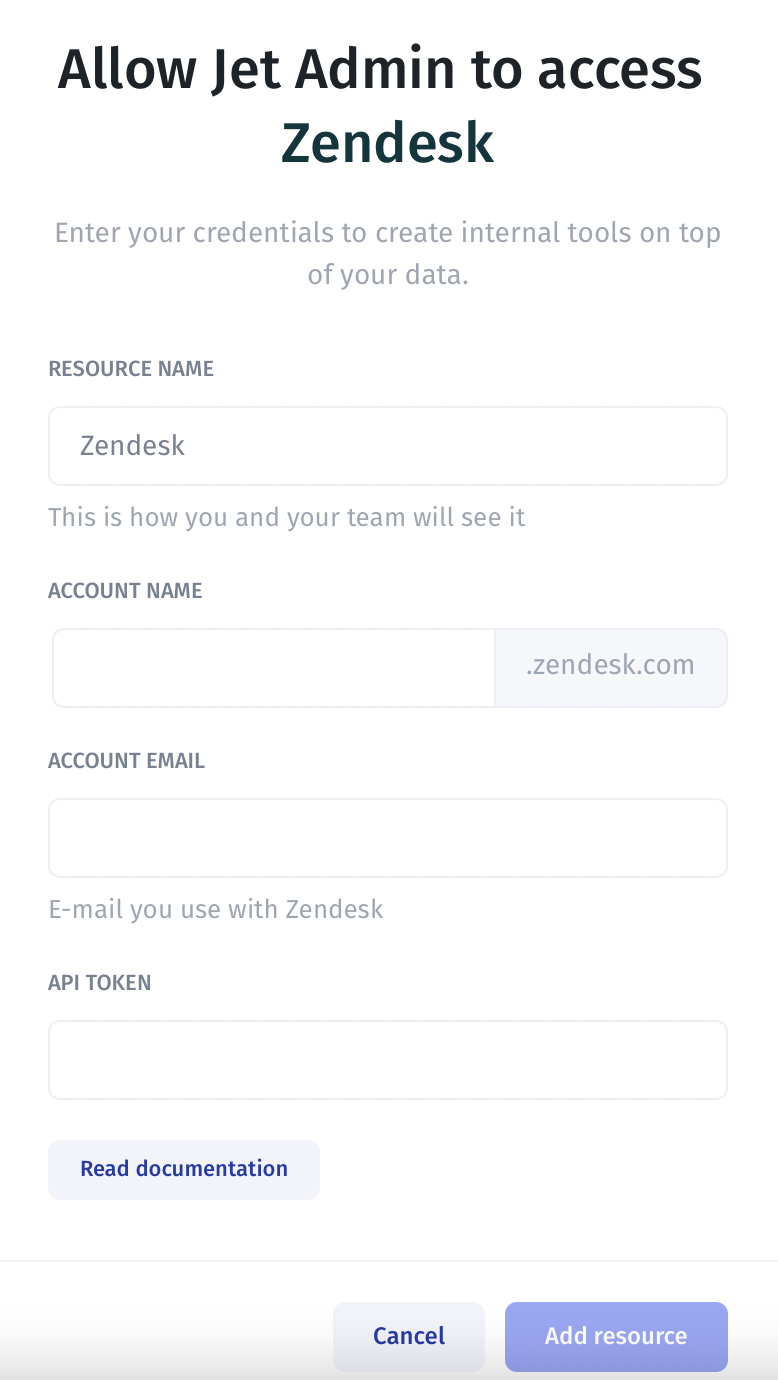 Allow Jet Admin to access
Zendesk
Enter your credentials to create internal tools on top
of your data.
RESOURCE NAME
Zendesk
This is how you and your team will see it
ACCOUNT NAME
.zendesk.com
ACCOUNT EMAIL
E-mail you use with Zendesk
API TOKEN
Read documentation
Cancel
Add resource